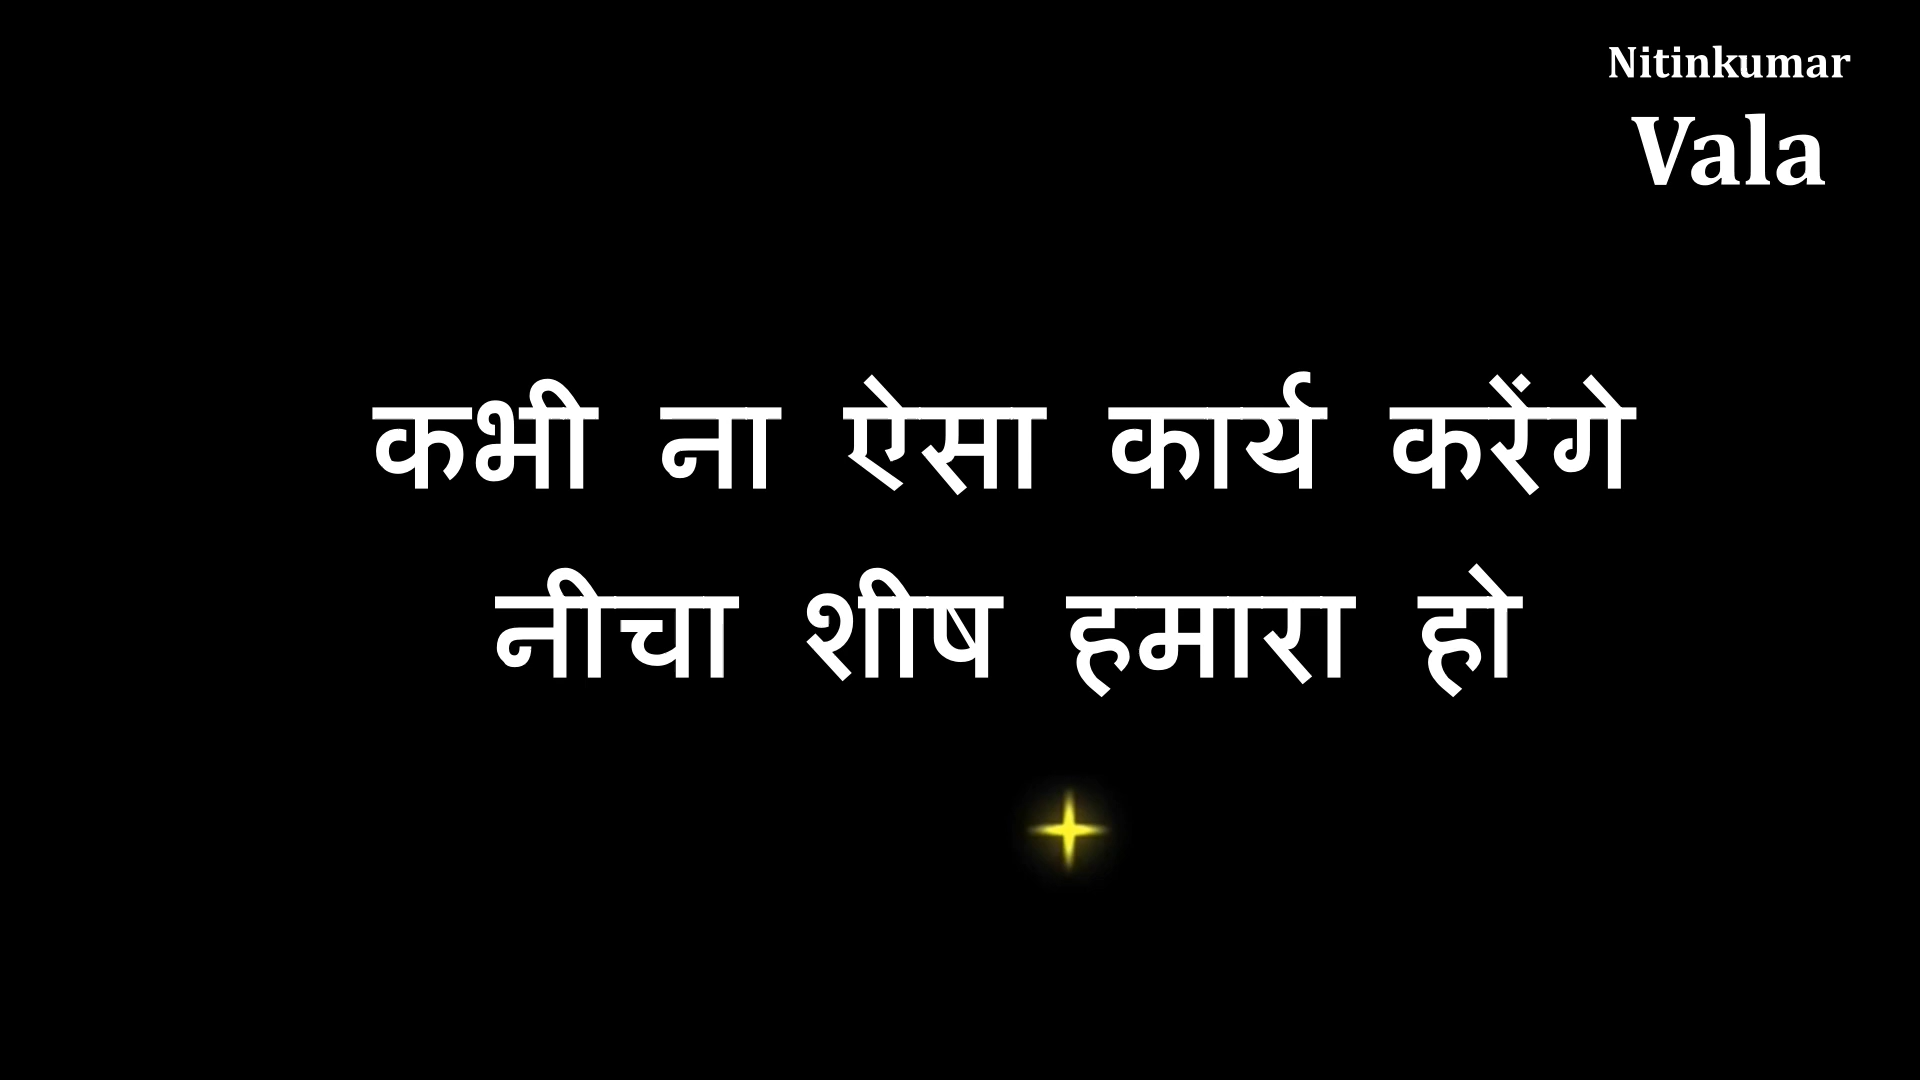 Nitinkumar
Vala
कभी ना ऐसा कार्य करेंगे
नीचा शीष हमारा हो